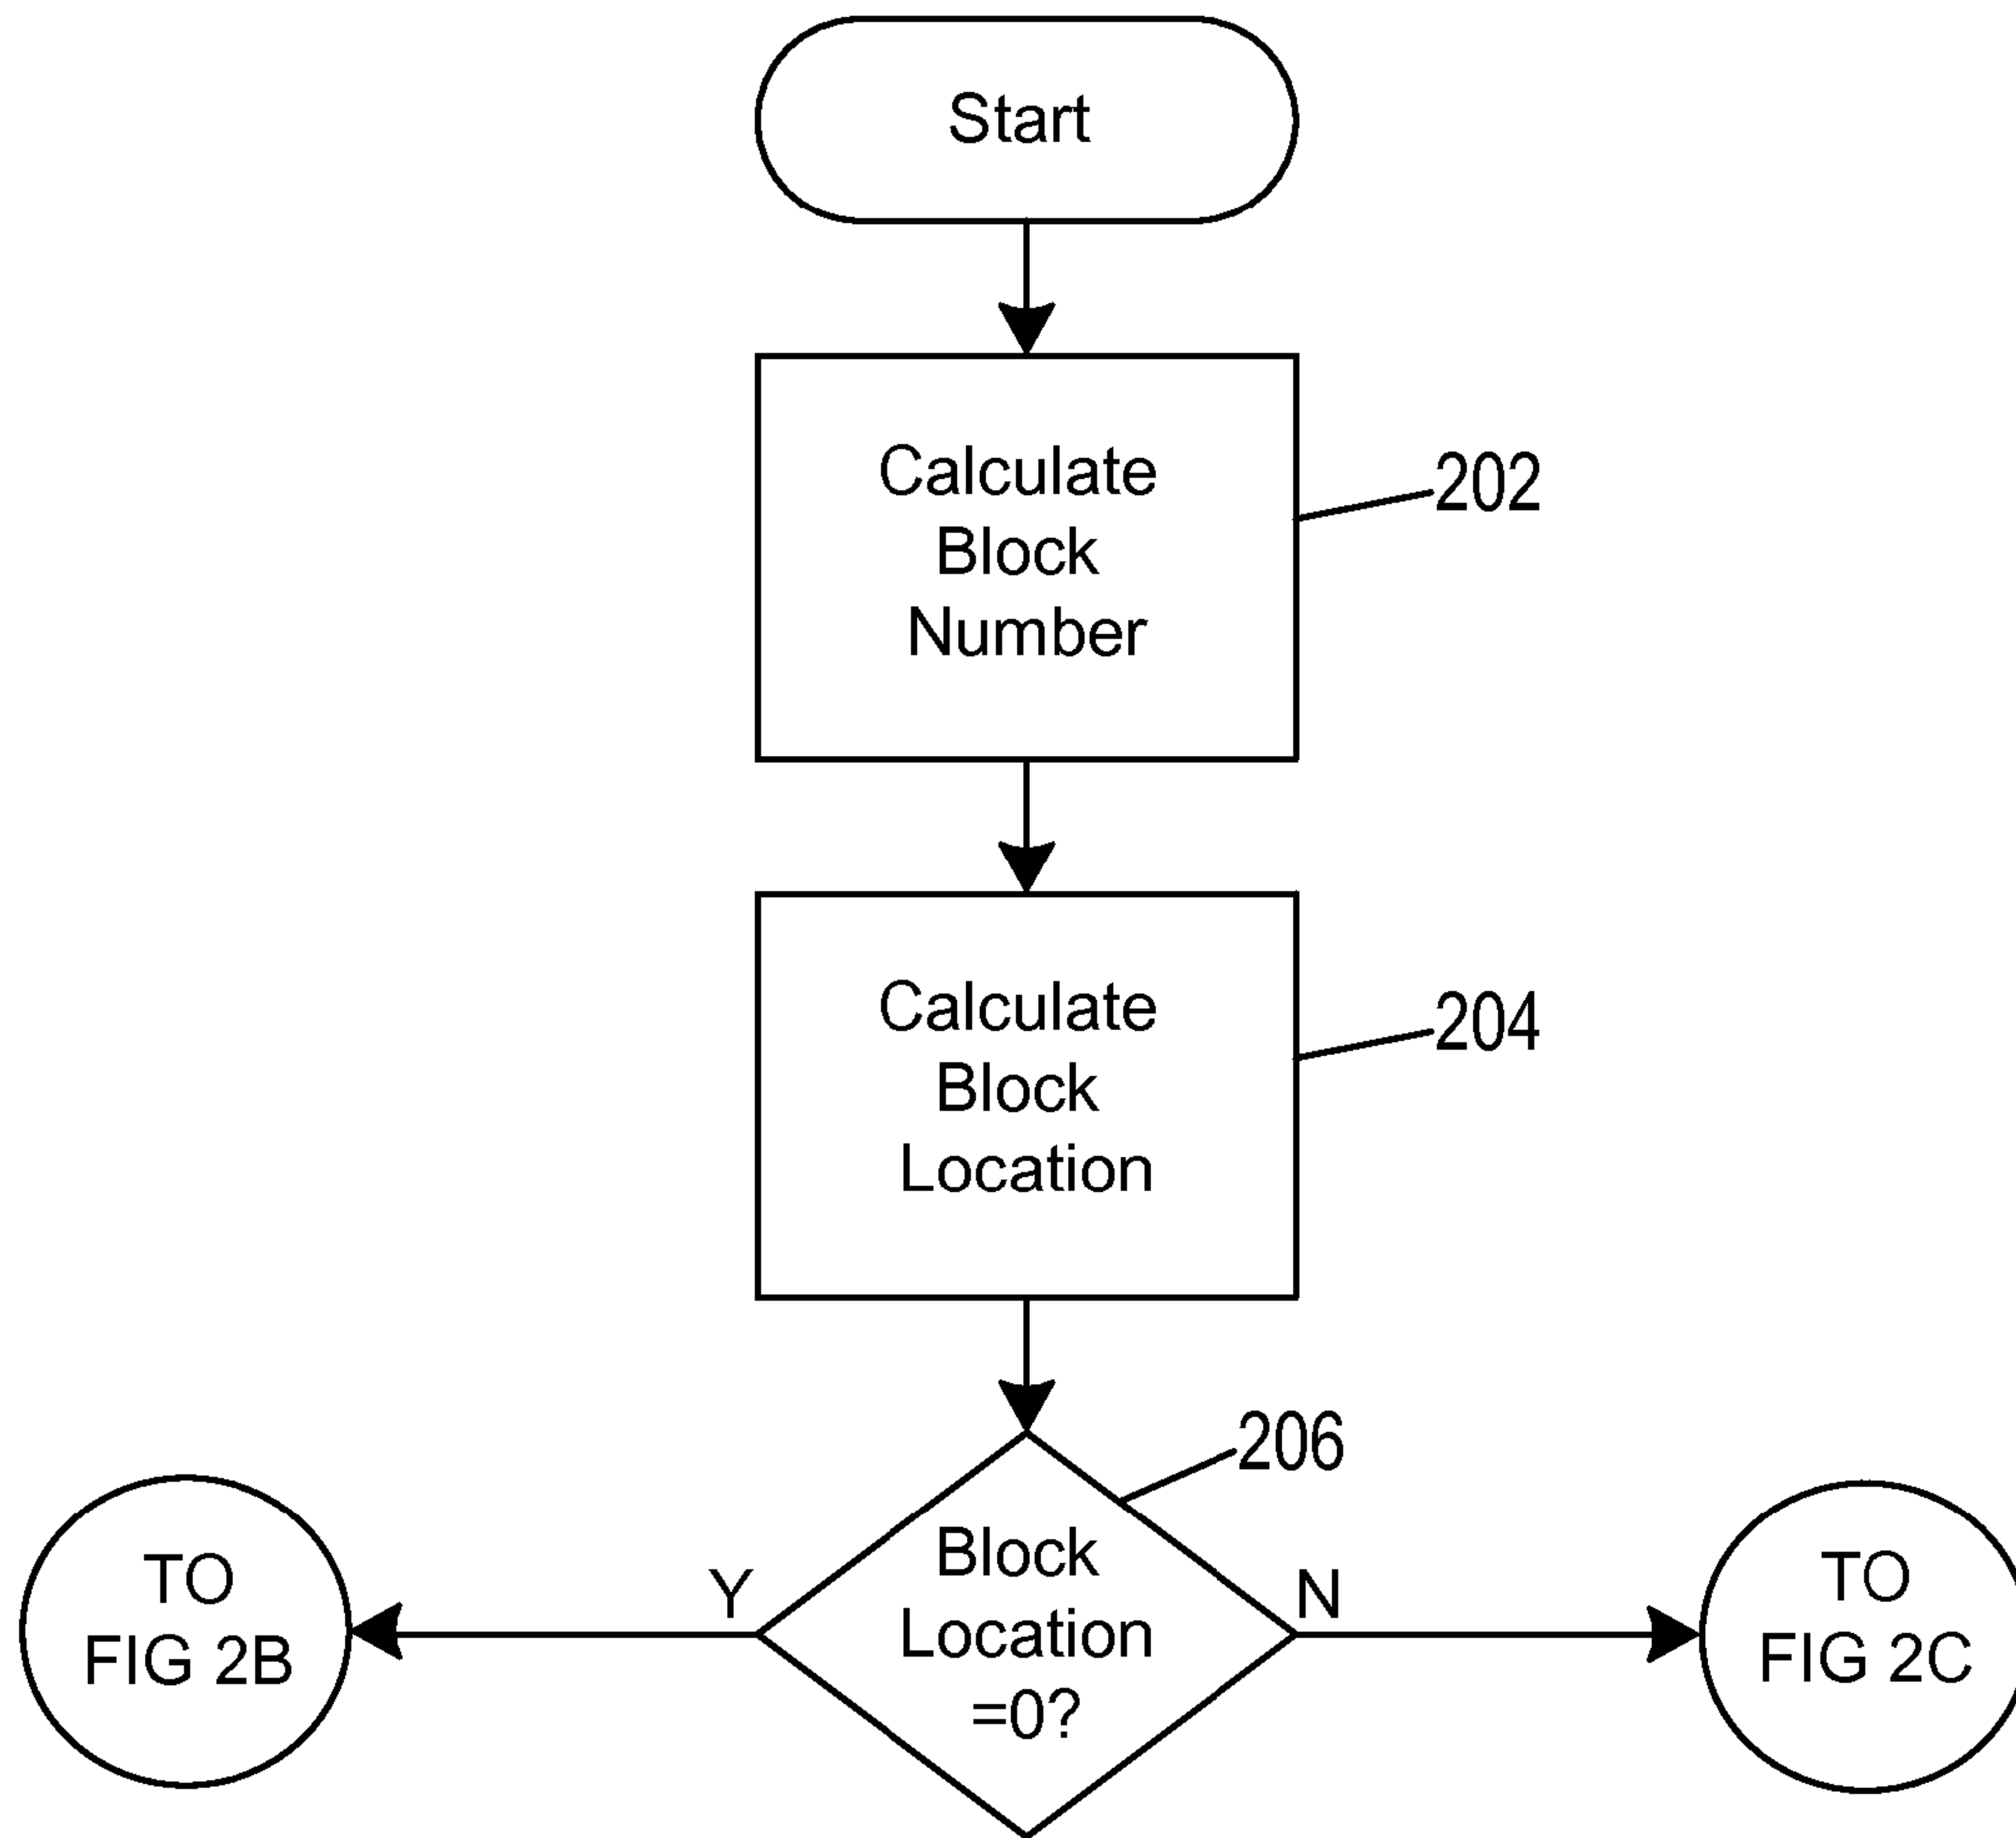 Start
Calculate
Block
Number
202
Calculate
Block
Location
204
206
Block
Location
=0?
Y
N
TO
FIG 2B
TO
FIG 2C